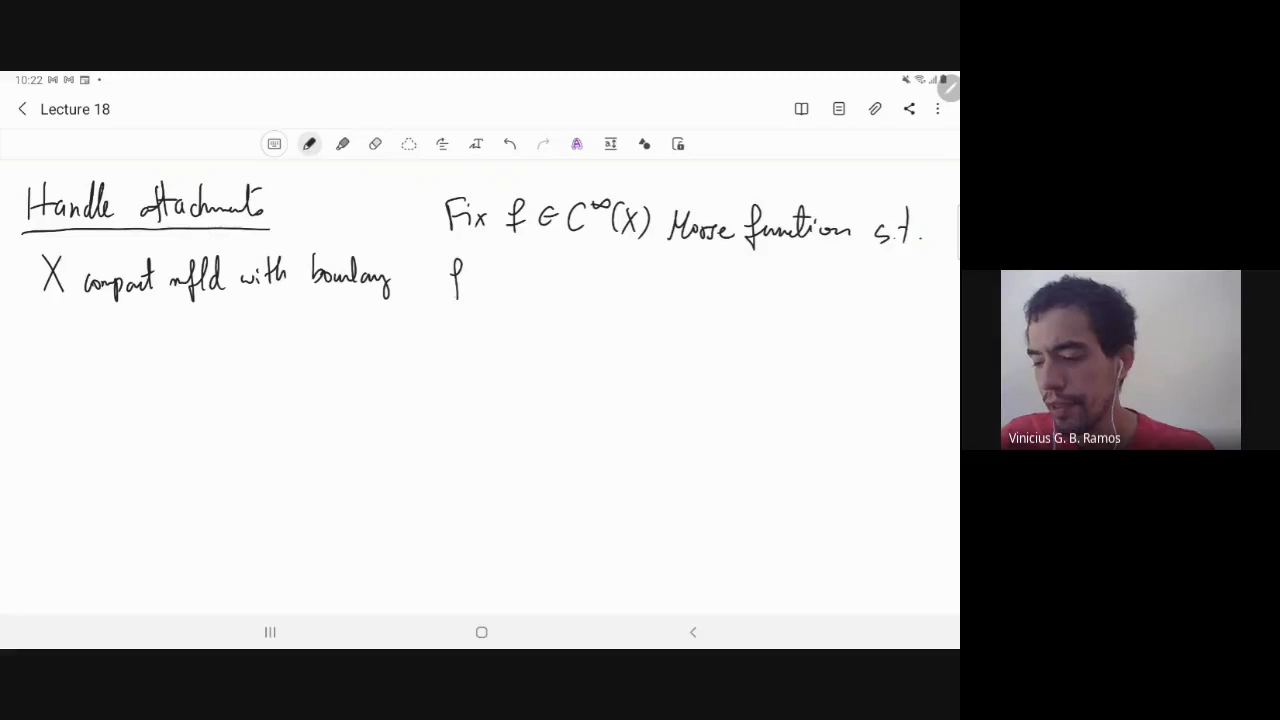 10:22
Lecture 18
Handle attachments
Fix f ∈ C^∞(X) Morse function s.t.
X compact mfld with boundary
f
Vinicius G. B. Ramos